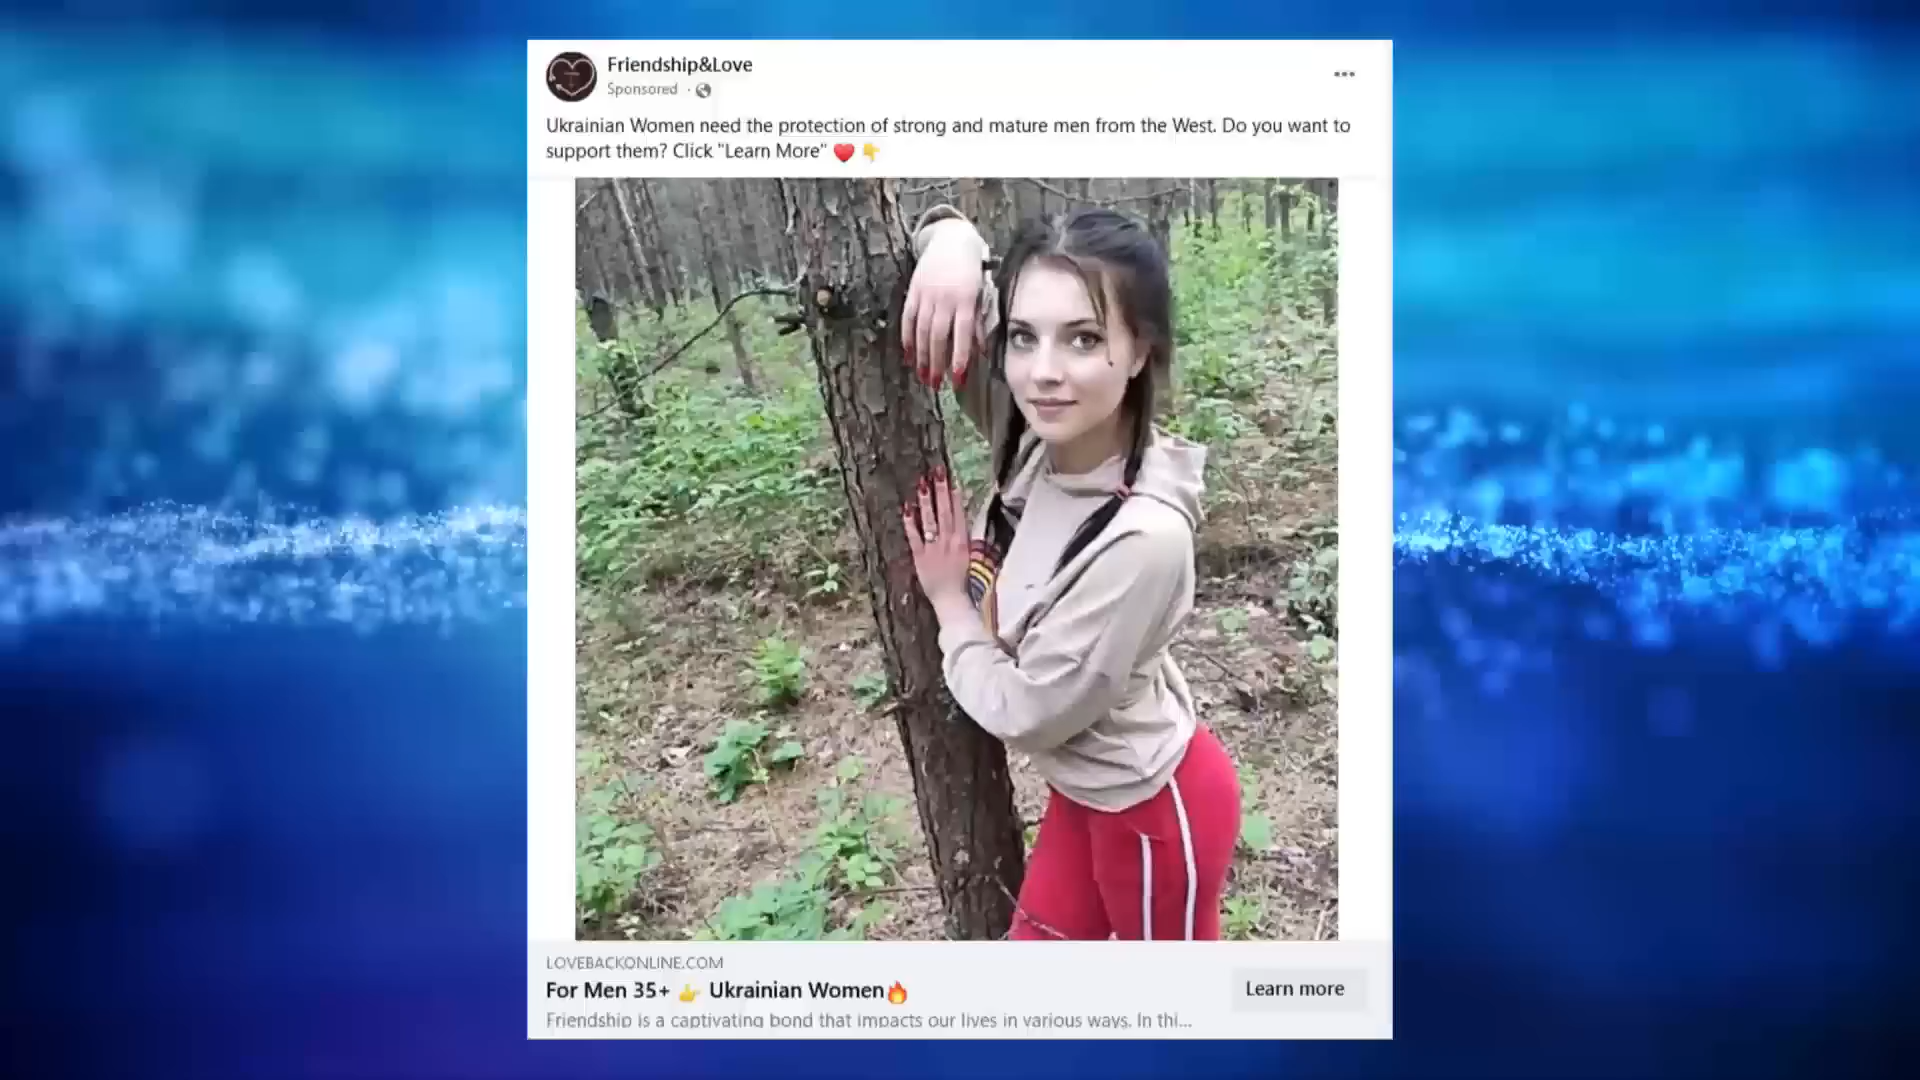 Friendship&Love
Sponsored ·
Ukrainian Women need the protection of strong and mature men from the West. Do you want to
support them? Click "Learn More" ❤️ 👇
LOVEBACKONLINE.COM
For Men 35+ 👉 Ukrainian Women🔥
Learn more
Friendship is a captivating bond that impacts our lives in various ways. In thi...